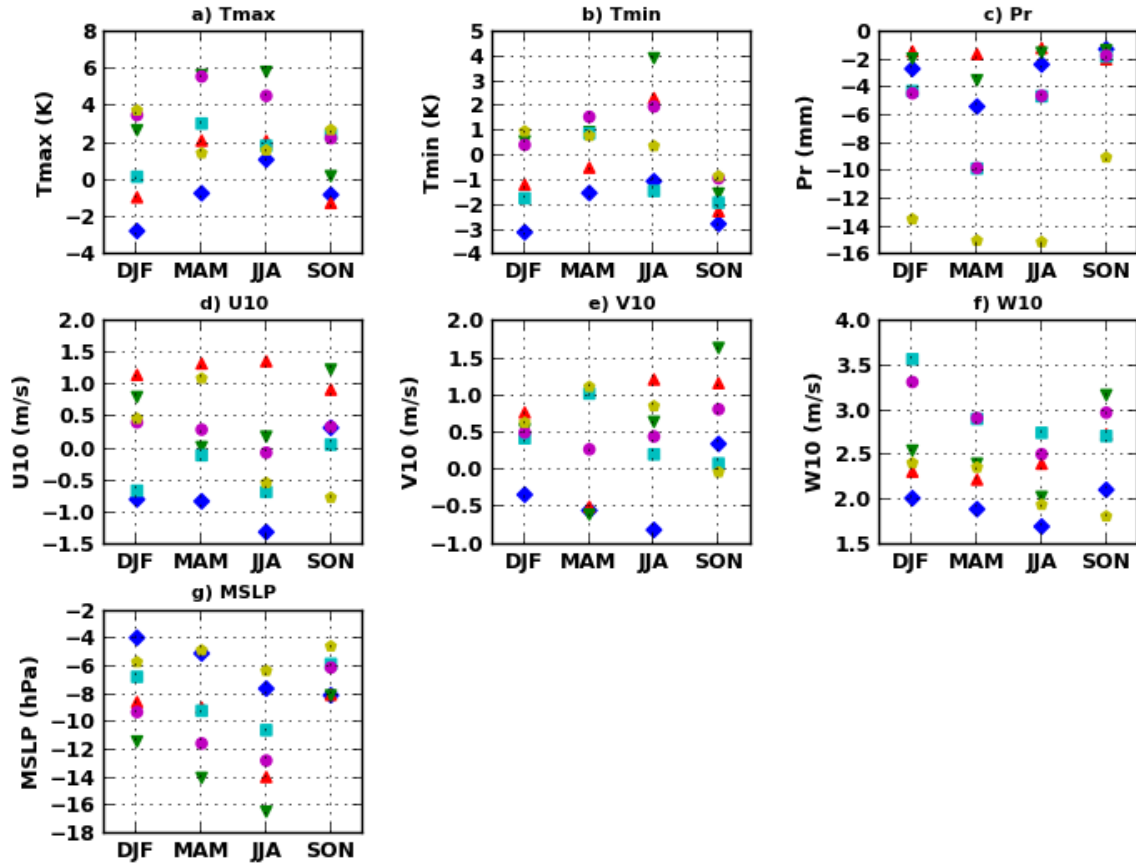 a) Tmax
b) Tmin
c) Pr
8
6
4
2
0
−2
−4
Tmax (K)
DJF MAM JJA SON
5
4
3
2
1
0
−1
−2
−3
−4
Tmin (K)
DJF MAM JJA SON
0
−2
−4
−6
−8
−10
−12
−14
−16
Pr (mm)
DJF MAM JJA SON
d) U10
e) V10
f) W10
2.0
1.5
1.0
0.5
0.0
−0.5
−1.0
−1.5
U10 (m/s)
DJF MAM JJA SON
2.0
1.5
1.0
0.5
0.0
−0.5
−1.0
V10 (m/s)
DJF MAM JJA SON
4.0
3.5
3.0
2.5
2.0
1.5
W10 (m/s)
DJF MAM JJA SON
g) MSLP
−2
−4
−6
−8
−10
−12
−14
−16
−18
MSLP (hPa)
DJF MAM JJA SON